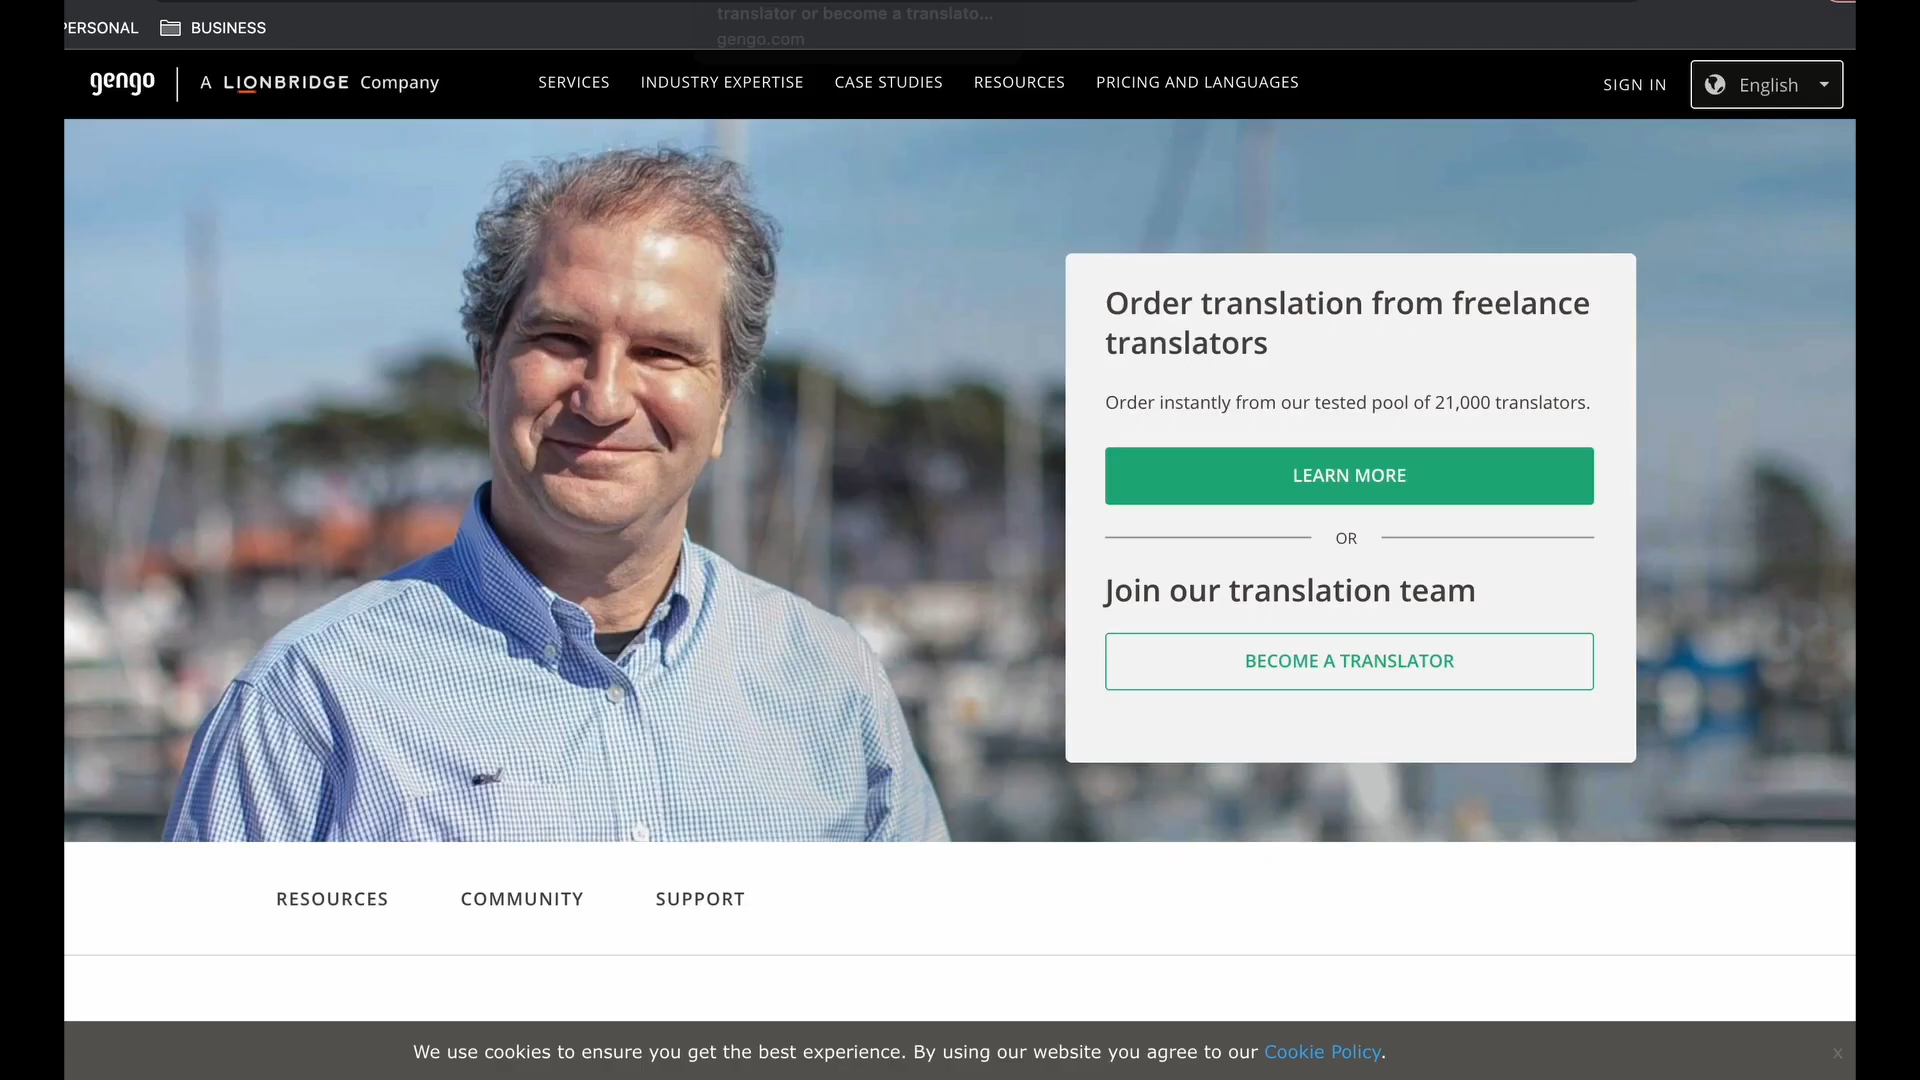 translator or become a translato...
gengo.com
PERSONAL
BUSINESS
gengo
A LIONBRIDGE Company
SERVICES
INDUSTRY EXPERTISE
CASE STUDIES
RESOURCES
PRICING AND LANGUAGES
SIGN IN
English
Order translation from freelance
translators
Order instantly from our tested pool of 21,000 translators.
LEARN MORE
OR
Join our translation team
BECOME A TRANSLATOR
RESOURCES
COMMUNITY
SUPPORT
We use cookies to ensure you get the best experience. By using our website you agree to our Cookie Policy.
x